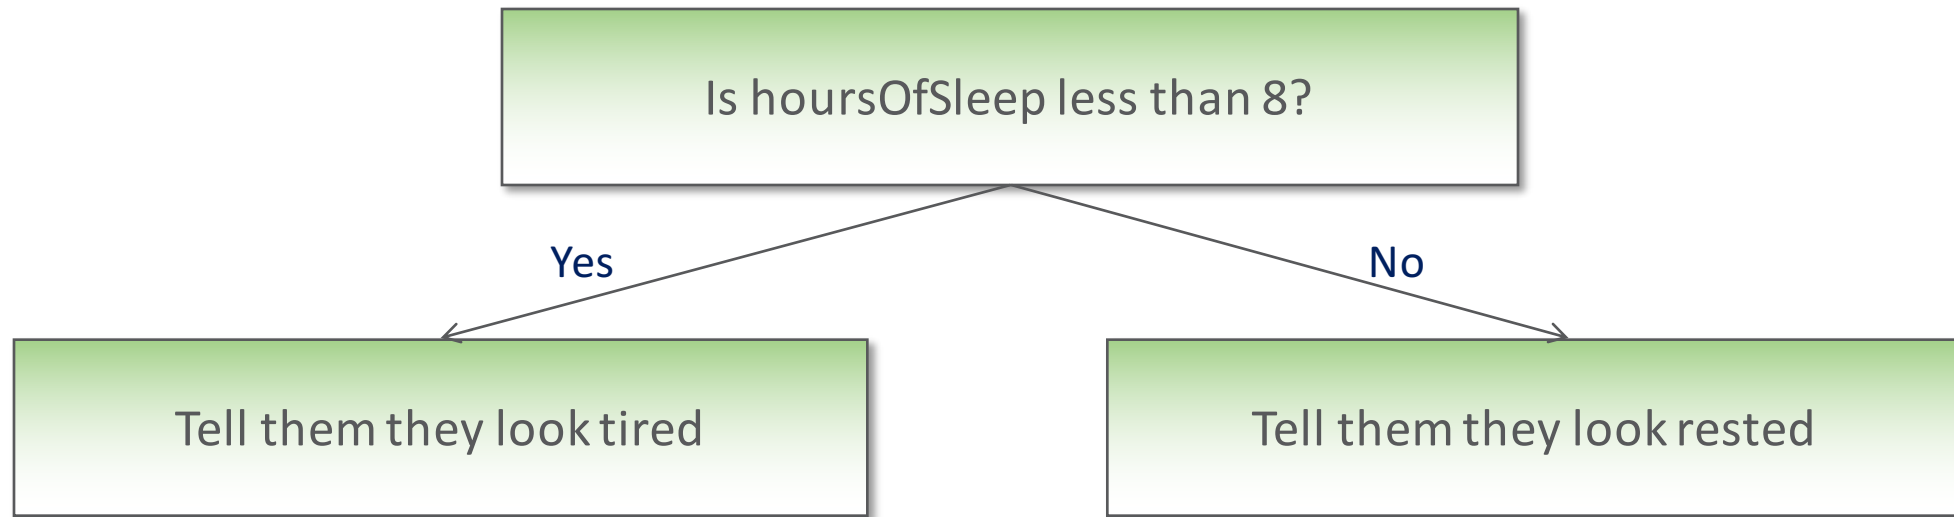 Is hoursOfSleep less than 8?
Yes
No
Tell them they look tired
Tell them they look rested